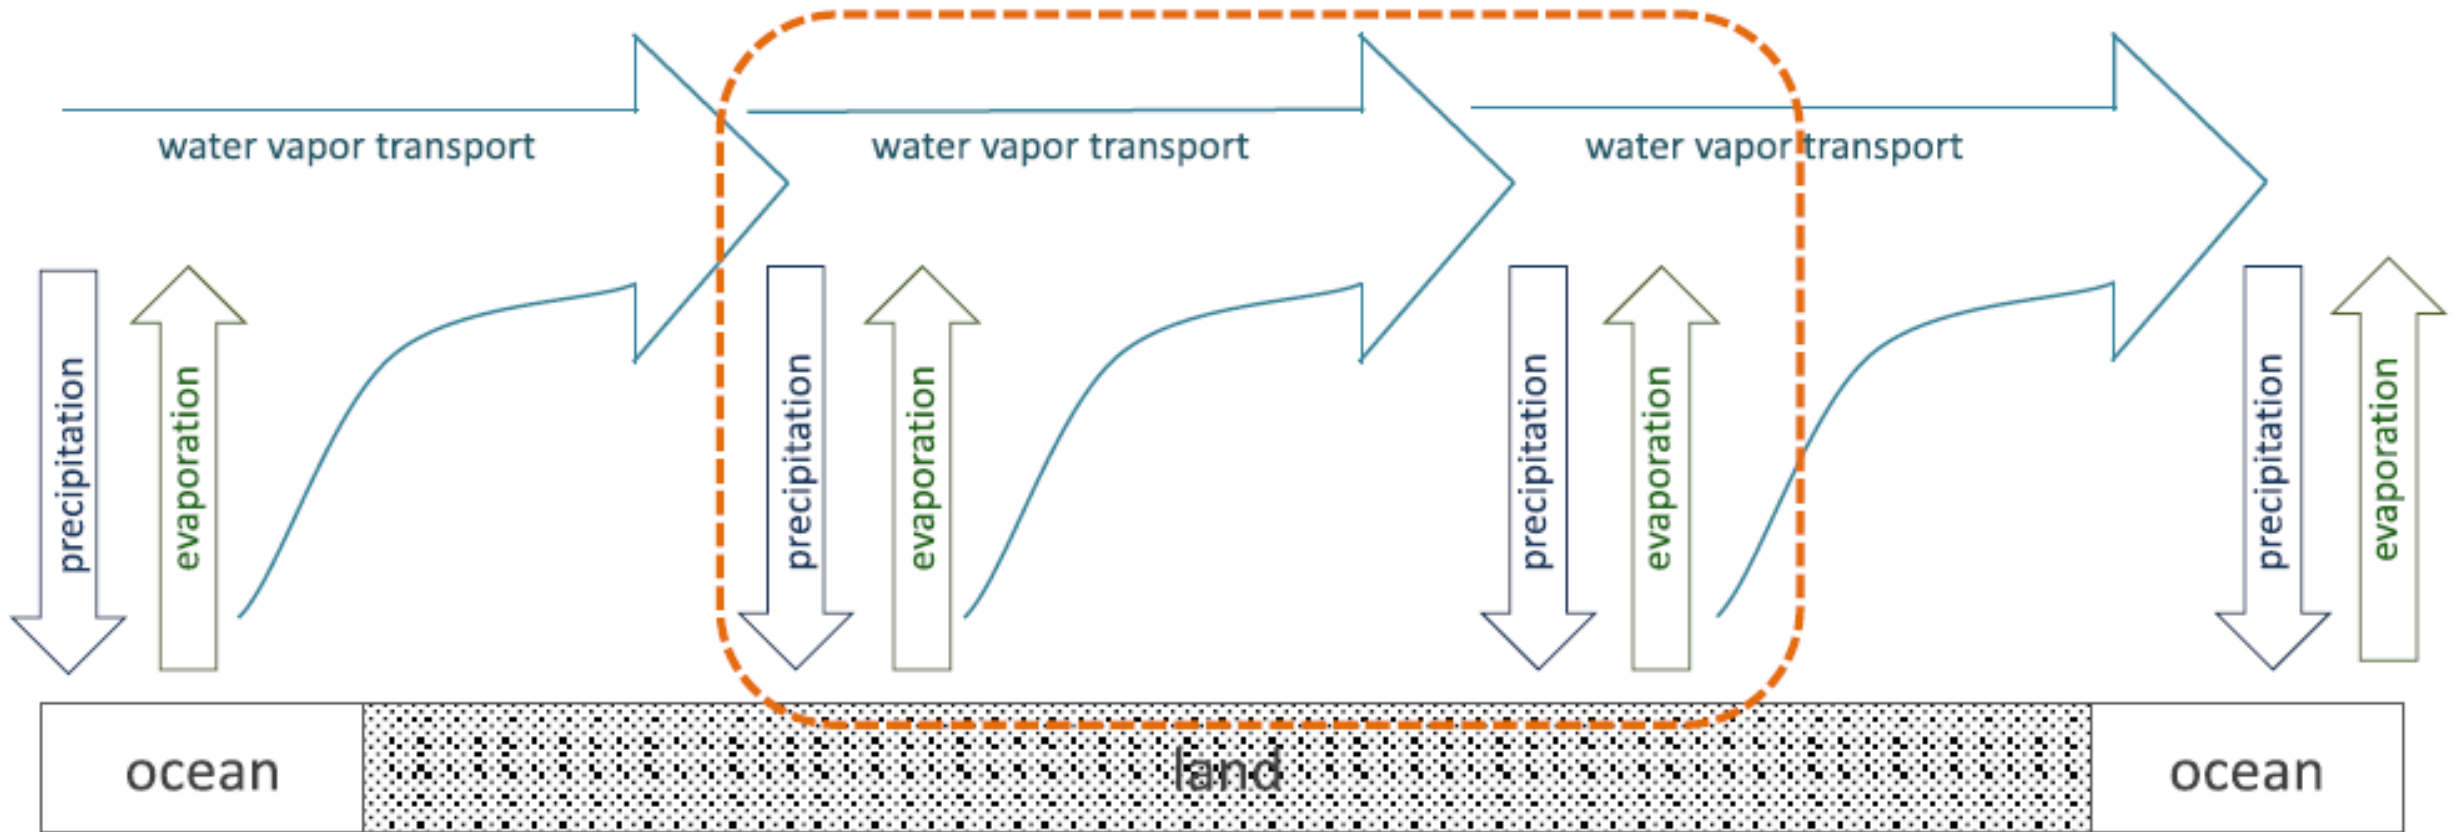 water vapor transport
water vapor transport
water vapor transport
precipitation
evaporation
precipitation
evaporation
precipitation
evaporation
precipitation
evaporation
ocean
land
ocean